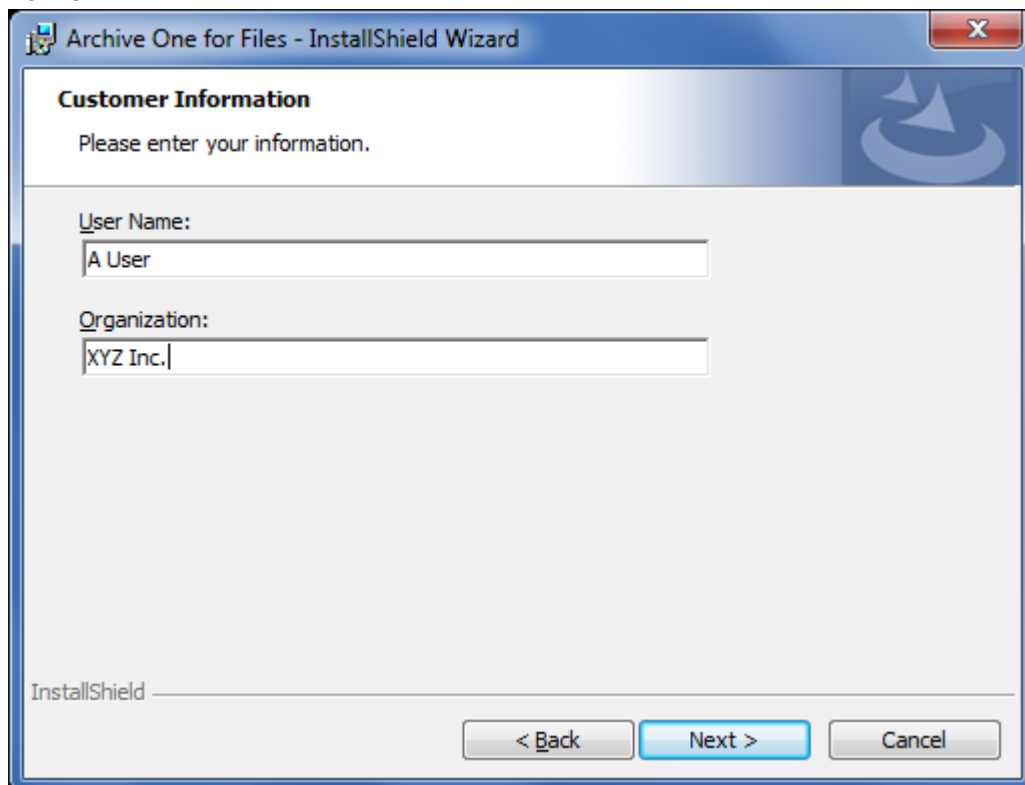 Archive One for Files - InstallShield Wizard
Customer Information
Please enter your information.
User Name:
A User
Organization:
XYZ Inc.
InstallShield
< Back Next > Cancel